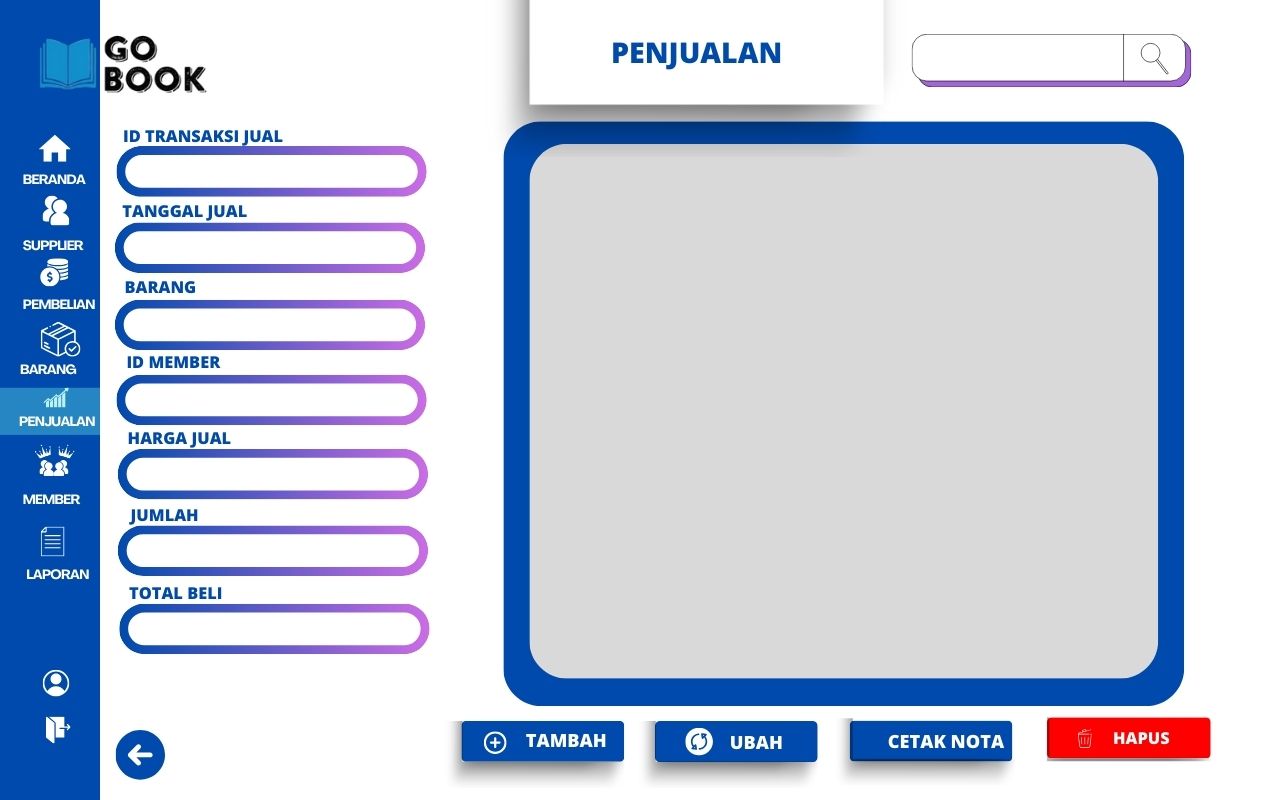 GO
BOOK
PENJUALAN
BERANDA
SUPPLIER
PEMBELIAN
BARANG
PENJUALAN
MEMBER
LAPORAN
ID TRANSAKSI JUAL
TANGGAL JUAL
BARANG
ID MEMBER
HARGA JUAL
JUMLAH
TOTAL BELI
TAMBAH
UBAH
CETAK NOTA
HAPUS